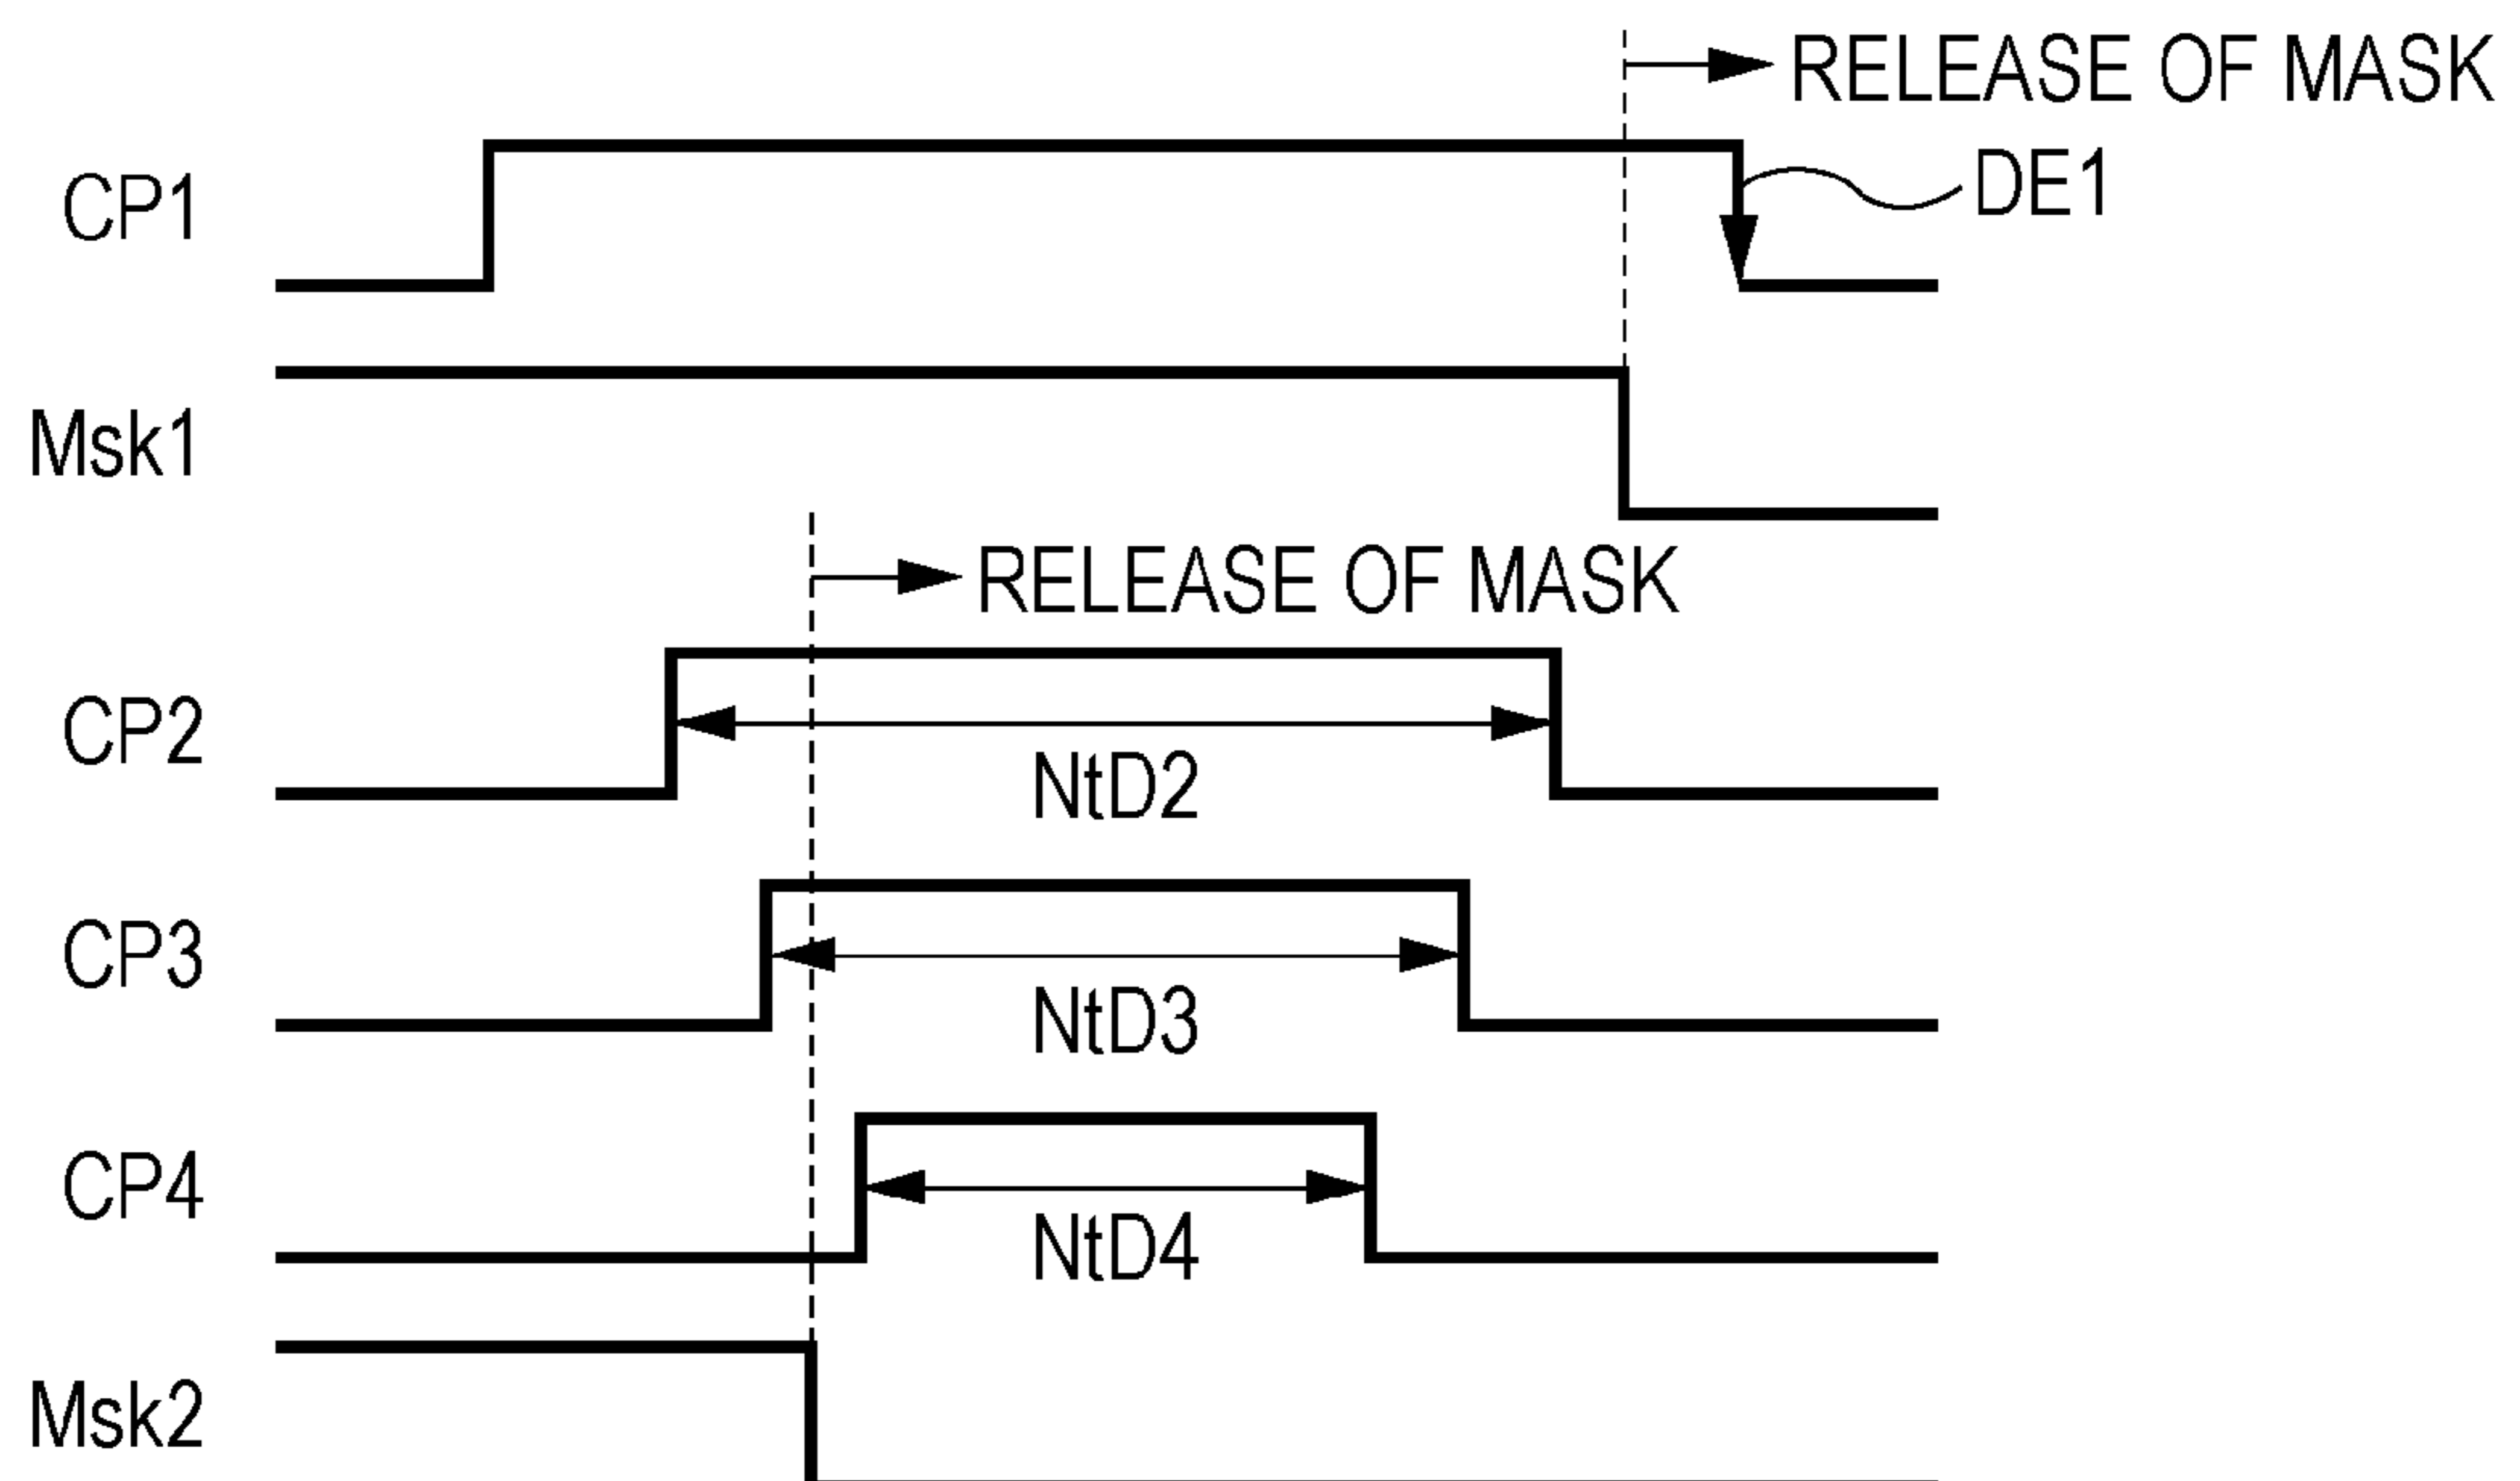 RELEASE OF MASK
CP1
DE1
Msk1
RELEASE OF MASK
CP2
NtD2
CP3
NtD3
CP4
NtD4
Msk2